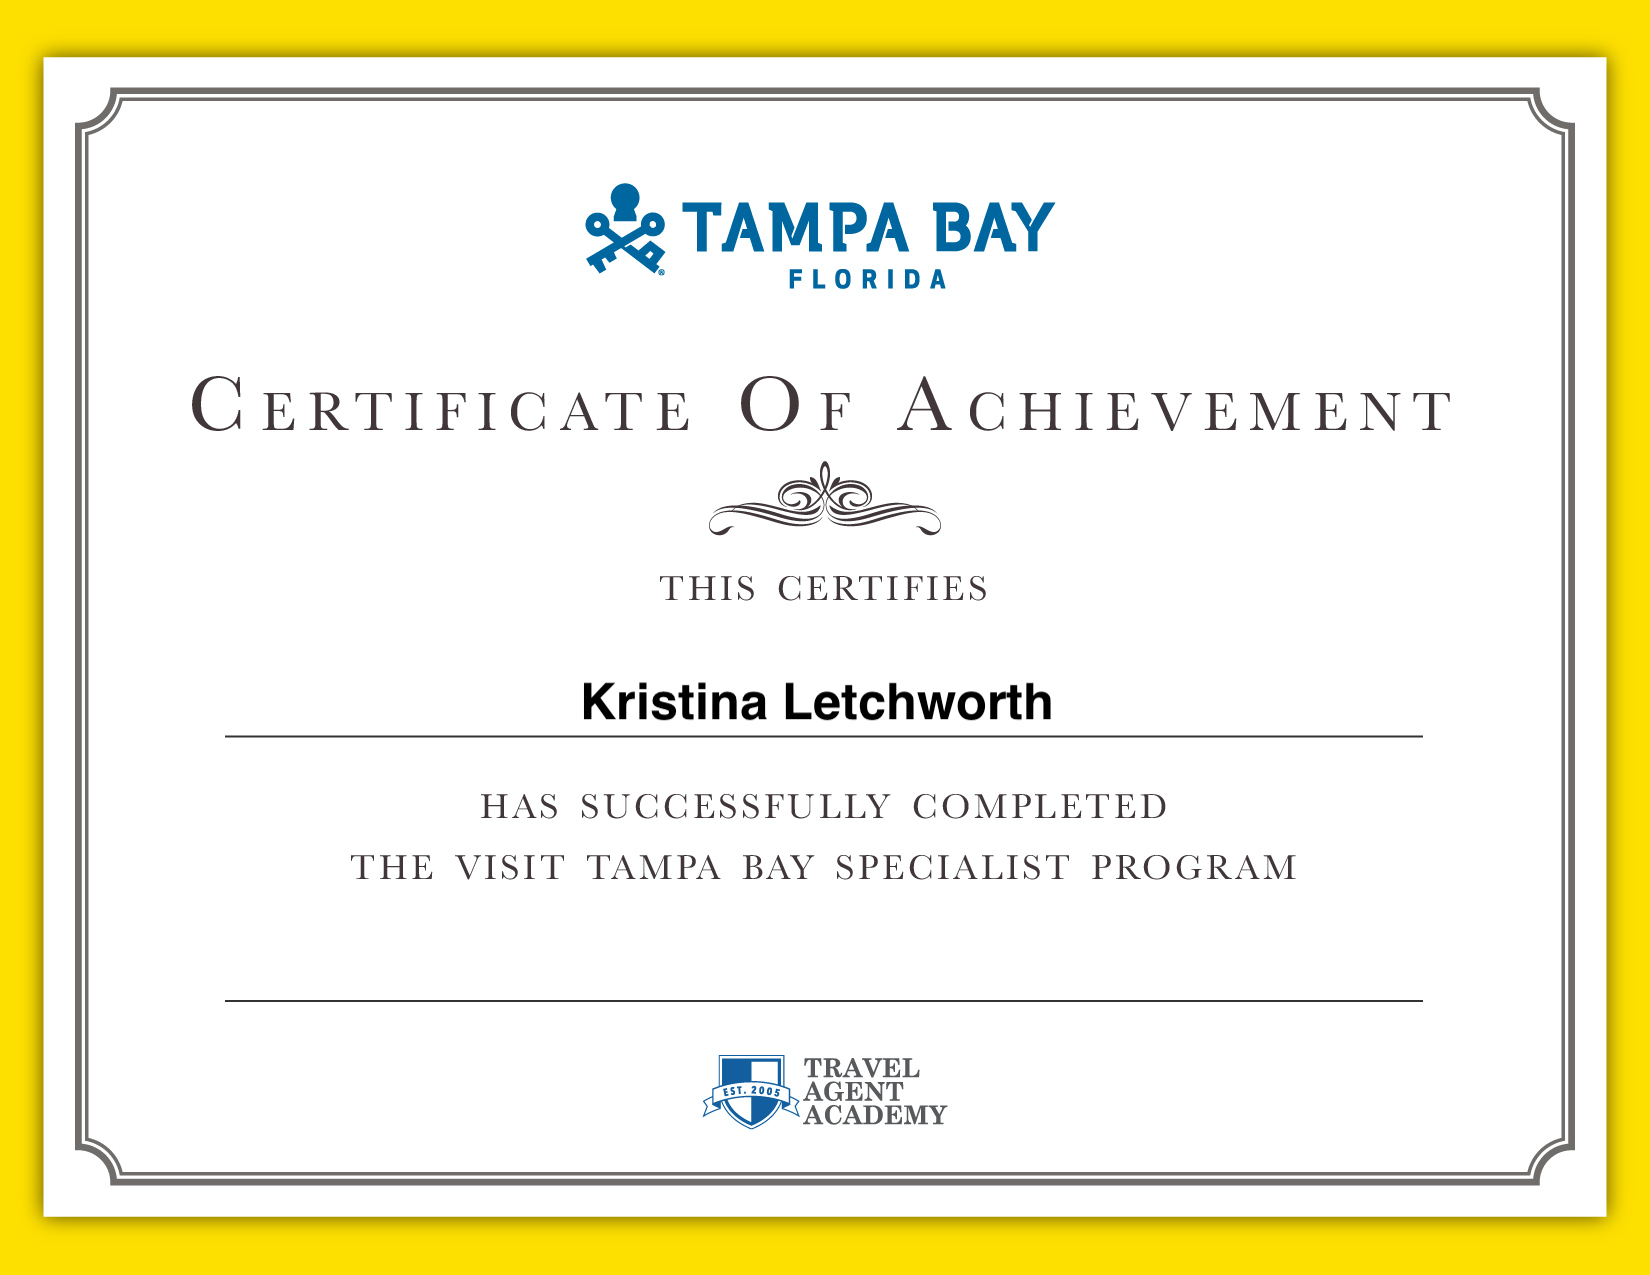 TAMPA BAY
FLORIDA
®
CERTIFICATE OF ACHIEVEMENT
THIS CERTIFIES
Kristina Letchworth
HAS SUCCESSFULLY COMPLETED
THE VISIT TAMPA BAY SPECIALIST PROGRAM
EST. 2005
TRAVEL
AGENT
ACADEMY